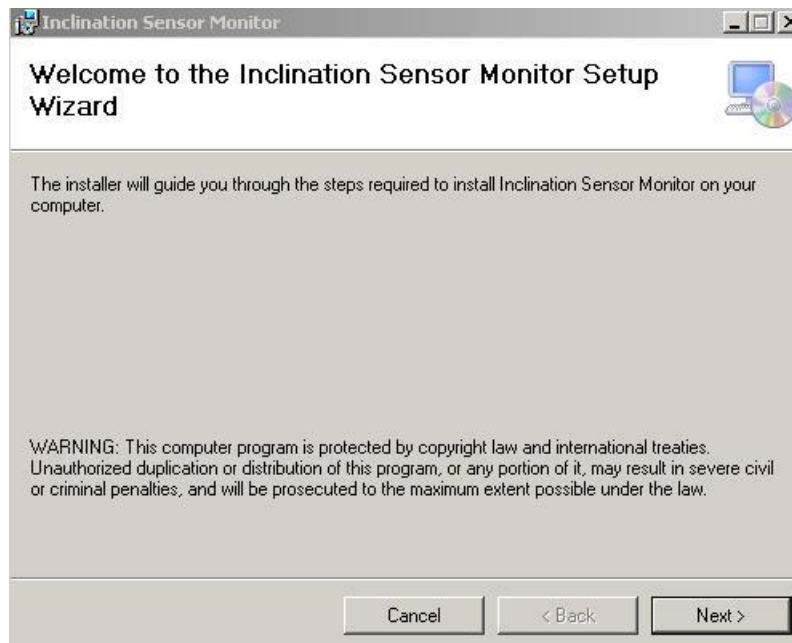 Inclination Sensor Monitor
Welcome to the Inclination Sensor Monitor Setup
Wizard
The installer will guide you through the steps required to install Inclination Sensor Monitor on your
computer.
WARNING: This computer program is protected by copyright law and international treaties.
Unauthorized duplication or distribution of this program, or any portion of it, may result in severe civil
or criminal penalties, and will be prosecuted to the maximum extent possible under the law.
Cancel
< Back
Next >